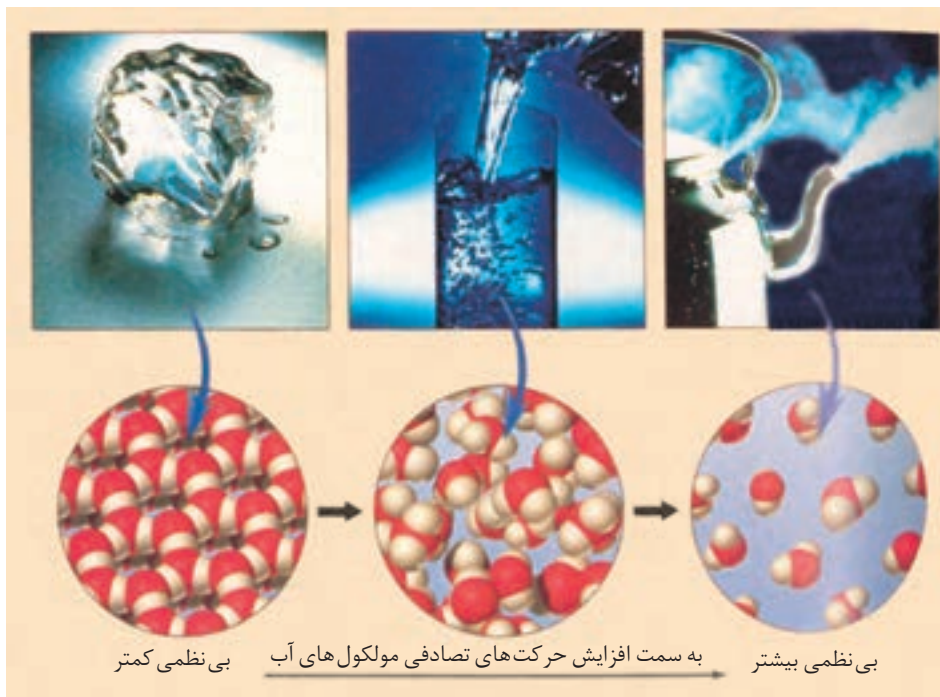 بی‌نظمی بیشتر
به سمت افزایش حرکت‌های تصادفی مولکول‌های آب
بی‌نظمی کمتر